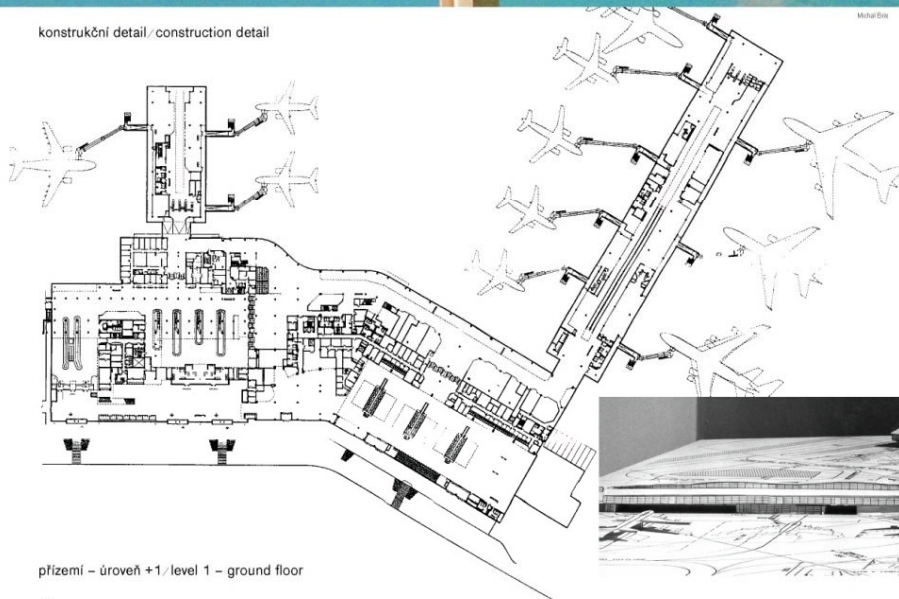 Michal Brix
konstrukční detail/construction detail
přízemí – úroveň +1/level 1 – ground floor